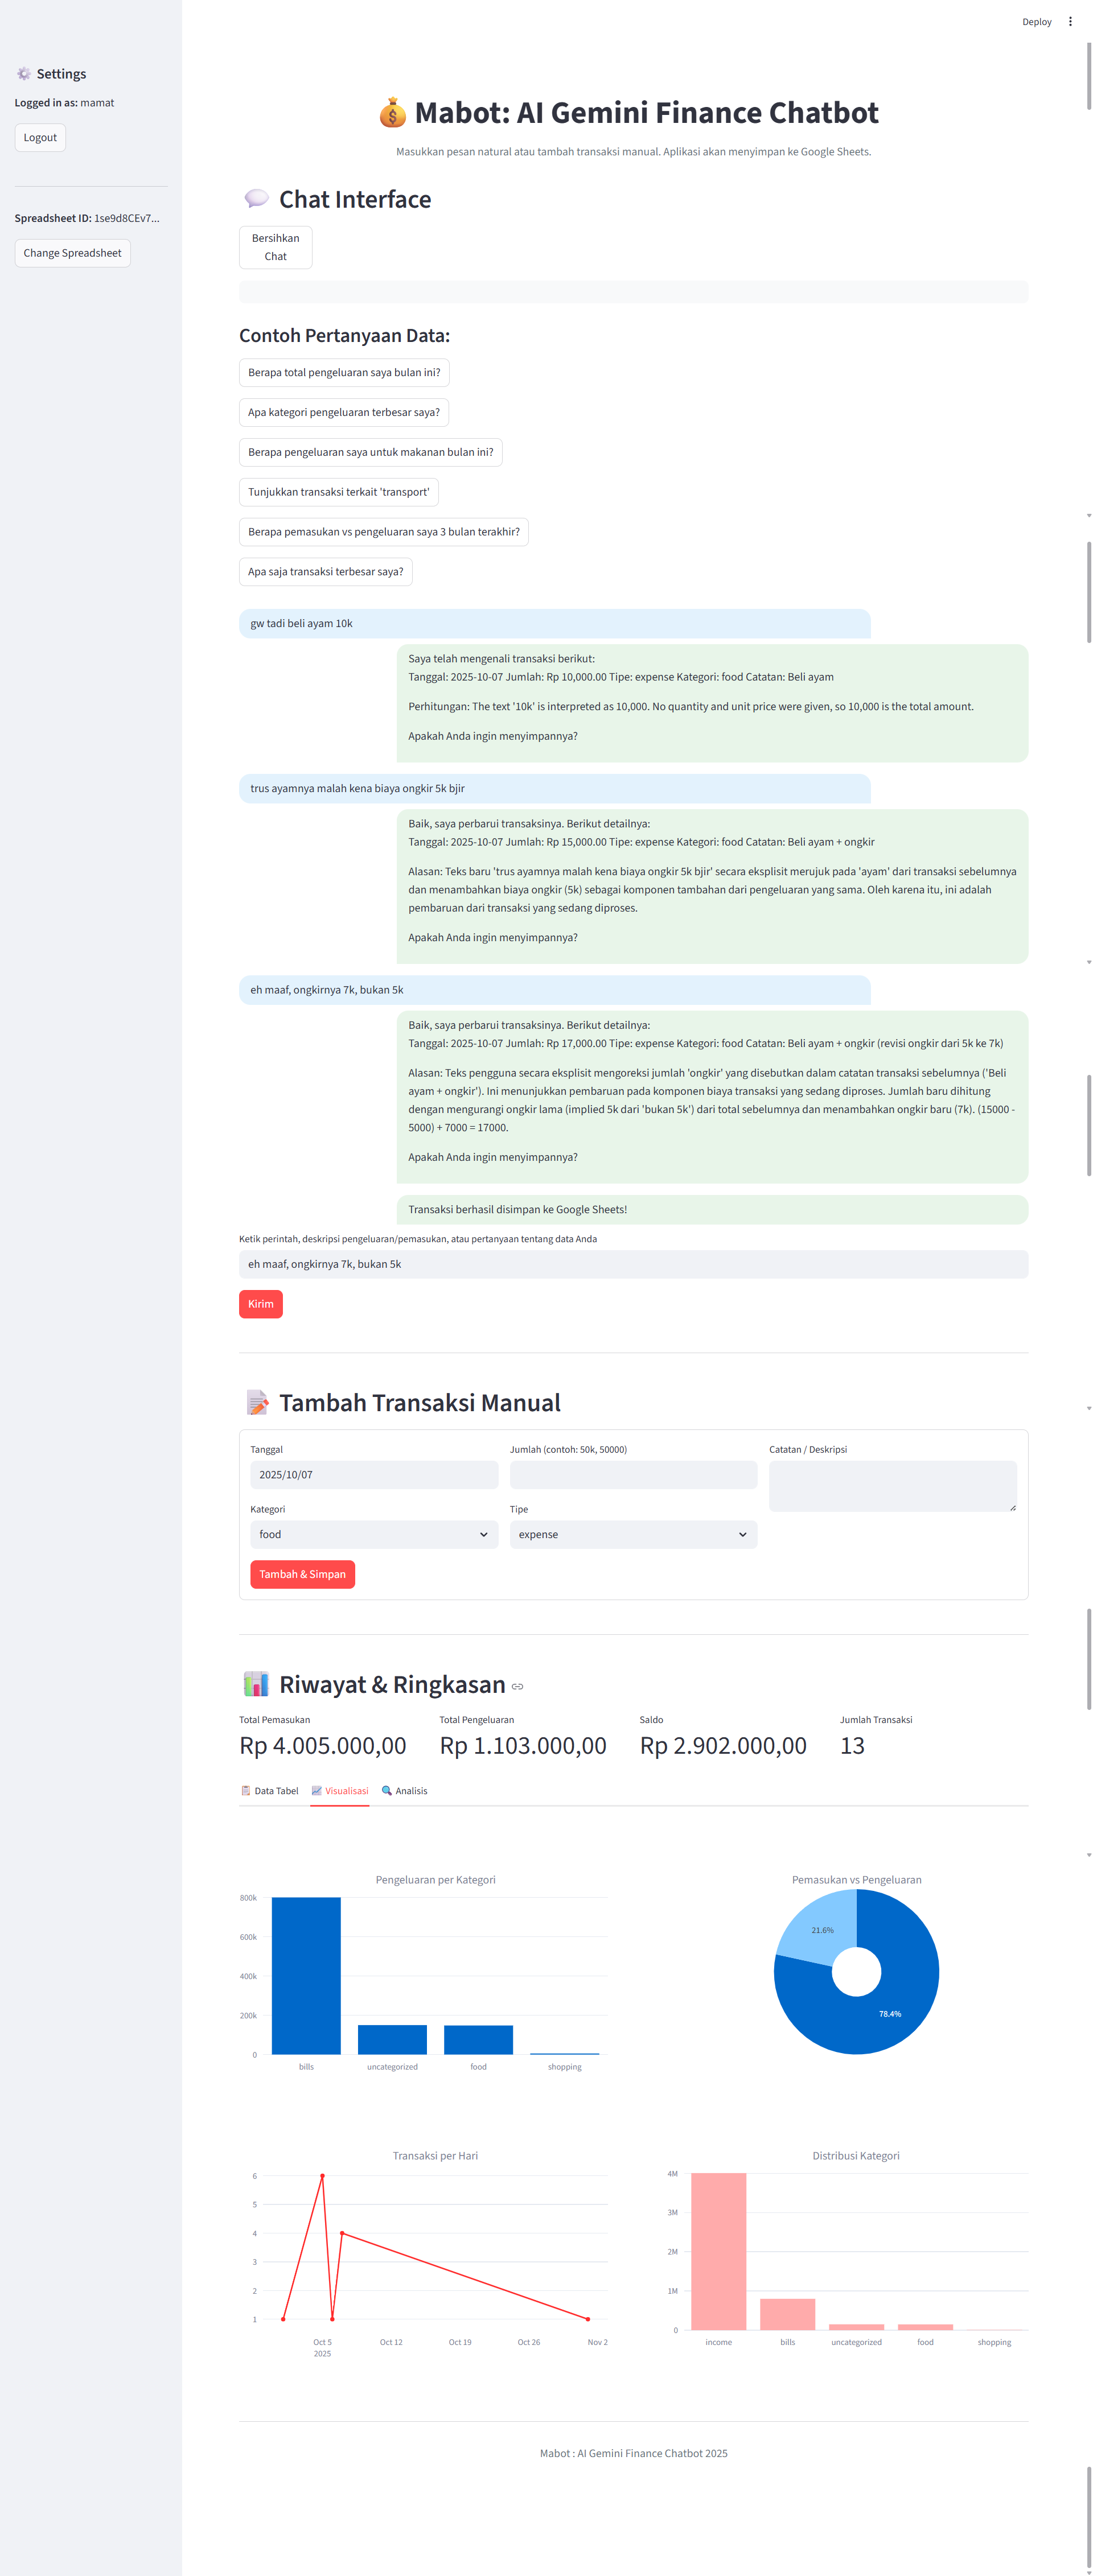 Deploy
Settings
Logged in as: mamat
Logout
Spreadsheet ID: 1se9d8CEv7...
Change Spreadsheet
Mabot: AI Gemini Finance Chatbot
Masukkan pesan natural atau tambah transaksi manual. Aplikasi akan menyimpan ke Google Sheets.
Chat Interface
Bersihkan
Chat
Contoh Pertanyaan Data:
Berapa total pengeluaran saya bulan ini?
Apa kategori pengeluaran terbesar saya?
Berapa pengeluaran saya untuk makanan bulan ini?
Tunjukkan transaksi terkait 'transport'
Berapa pemasukan vs pengeluaran saya 3 bulan terakhir?
Apa saja transaksi terbesar saya?
gw tadi beli ayam 10k
Saya telah mengenali transaksi berikut:
Tanggal: 2025-10-07 Jumlah: Rp 10,000.00 Tipe: expense Kategori: food Catatan: Beli ayam
Perhitungan: The text '10k' is interpreted as 10,000. No quantity and unit price were given, so 10,000 is the total amount.
Apakah Anda ingin menyimpannya?
trus ayamnya malah kena biaya ongkir 5k bjir
Baik, saya perbarui transaksinya. Berikut detailnya:
Tanggal: 2025-10-07 Jumlah: Rp 15,000.00 Tipe: expense Kategori: food Catatan: Beli ayam + ongkir
Alasan: Teks baru 'trus ayamnya malah kena biaya ongkir 5k bjir' secara eksplisit merujuk pada 'ayam' dari transaksi sebelumnya
dan menambahkan biaya ongkir (5k) sebagai komponen tambahan dari pengeluaran yang sama. Oleh karena itu, ini adalah
pembaruan dari transaksi yang sedang diproses.
Apakah Anda ingin menyimpannya?
eh maaf, ongkirnya 7k, bukan 5k
Baik, saya perbarui transaksinya. Berikut detailnya:
Tanggal: 2025-10-07 Jumlah: Rp 17,000.00 Tipe: expense Kategori: food Catatan: Beli ayam + ongkir (revisi ongkir dari 5k ke 7k)
Alasan: Teks pengguna secara eksplisit mengoreksi jumlah 'ongkir' yang disebutkan dalam catatan transaksi sebelumnya ('Beli
ayam + ongkir'). Ini menunjukkan pembaruan pada komponen biaya transaksi yang sedang diproses. Jumlah baru dihitung
dengan mengurangi ongkir lama (implied 5k dari 'bukan 5k') dari total sebelumnya dan menambahkan ongkir baru (7k). (15000 -
5000) + 7000 = 17000.
Apakah Anda ingin menyimpannya?
Transaksi berhasil disimpan ke Google Sheets!
Ketik perintah, deskripsi pengeluaran/pemasukan, atau pertanyaan tentang data Anda
eh maaf, ongkirnya 7k, bukan 5k
Kirim
Tambah Transaksi Manual
Tanggal
Jumlah (contoh: 50k, 50000)
Catatan / Deskripsi
2025/10/07
Kategori
Tipe
food
expense
Tambah & Simpan
Riwayat & Ringkasan
Total Pemasukan
Total Pengeluaran
Saldo
Jumlah Transaksi
Rp 4.005.000,00
Rp 1.103.000,00
Rp 2.902.000,00
13
Data Tabel
Visualisasi
Analisis
Pengeluaran per Kategori
800k
600k
400k
200k
0
bills
uncategorized
food
shopping
Pemasukan vs Pengeluaran
21.6%
78.4%
Transaksi per Hari
6
5
4
3
2
1
Oct 5
2025
Oct 12
Oct 19
Oct 26
Nov 2
Distribusi Kategori
4M
3M
2M
1M
0
income
bills
uncategorized
food
shopping
Mabot : AI Gemini Finance Chatbot 2025